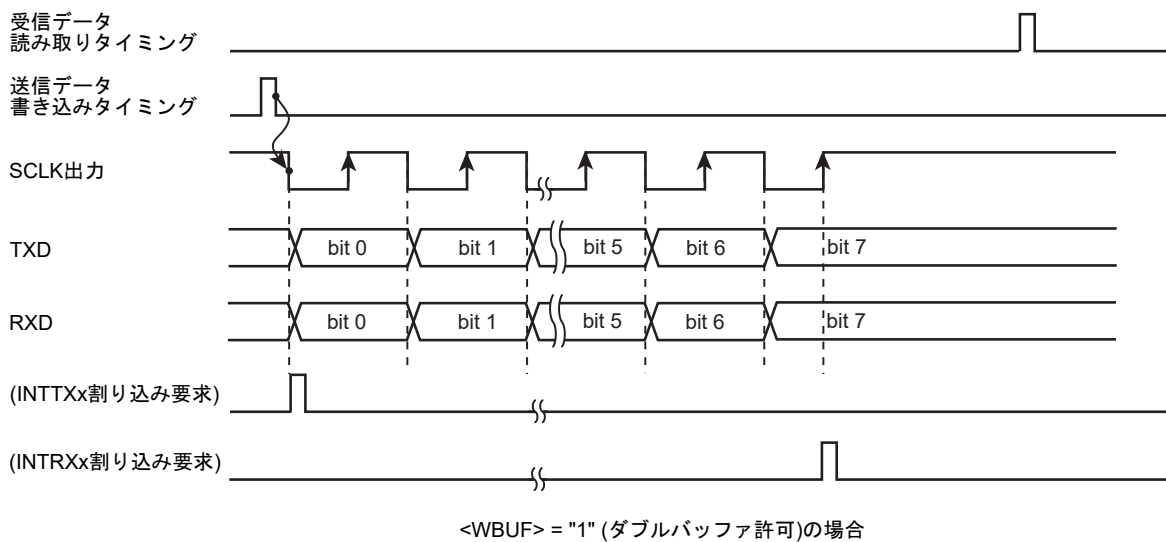 受信データ
読み取りタイミング
送信データ
書き込みタイミング
SCLK出力
TXD
bit 0
bit 1
bit 5
bit 6
bit 7
RXD
bit 0
bit 1
bit 5
bit 6
bit 7
(INTTXx割り込み要求)
(INTRXx割り込み要求)
<WBUF> = "1" (ダブルバッファ許可)の場合